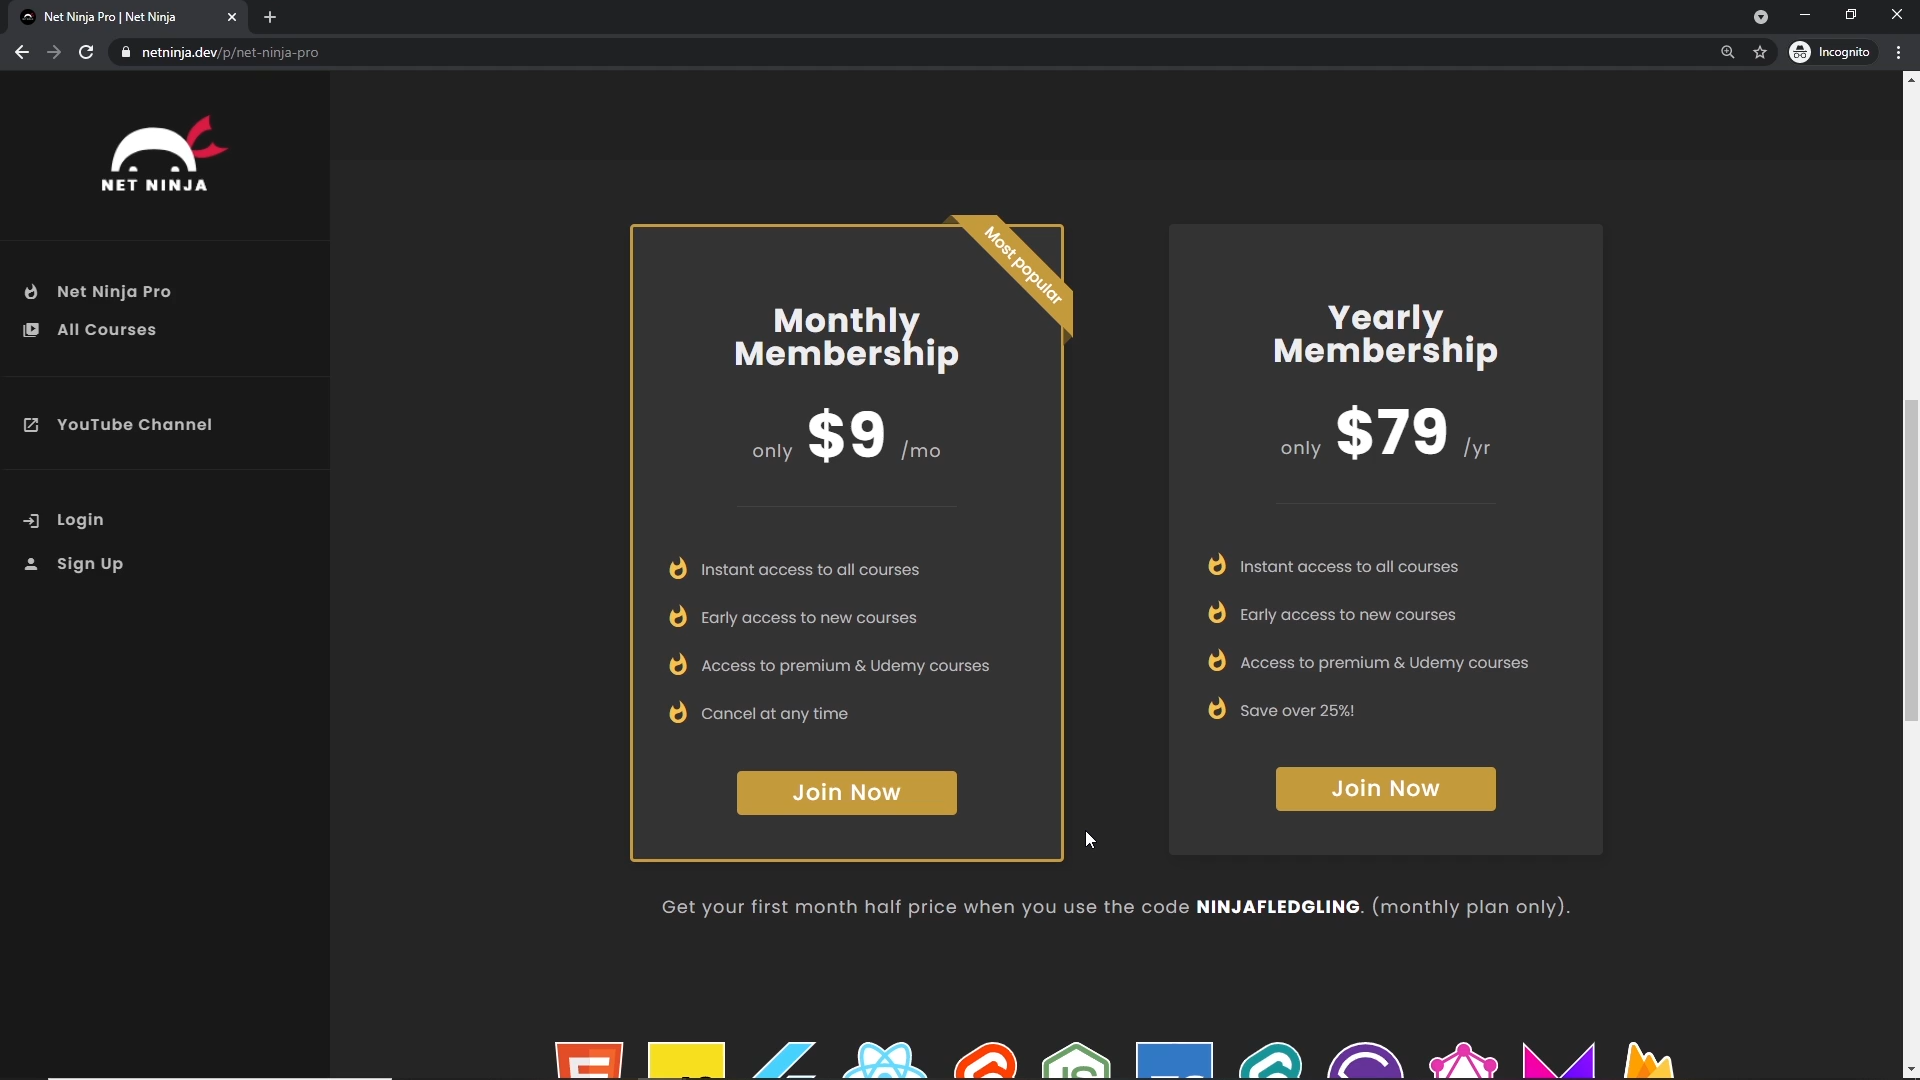 Net Ninja Pro | Net Ninja
netninja.dev/p/net-ninja-pro
Incognito
NET NINJA
Net Ninja Pro
All Courses
YouTube Channel
Login
Sign Up
Most popular
Monthly
Membership
only $9 /mo
Instant access to all courses
Early access to new courses
Access to premium & Udemy courses
Cancel at any time
Join Now
Yearly
Membership
only $79 /yr
Instant access to all courses
Early access to new courses
Access to premium & Udemy courses
Save over 25%!
Join Now
Get your first month half price when you use the code NINJAFLEDGLING. (monthly plan only).